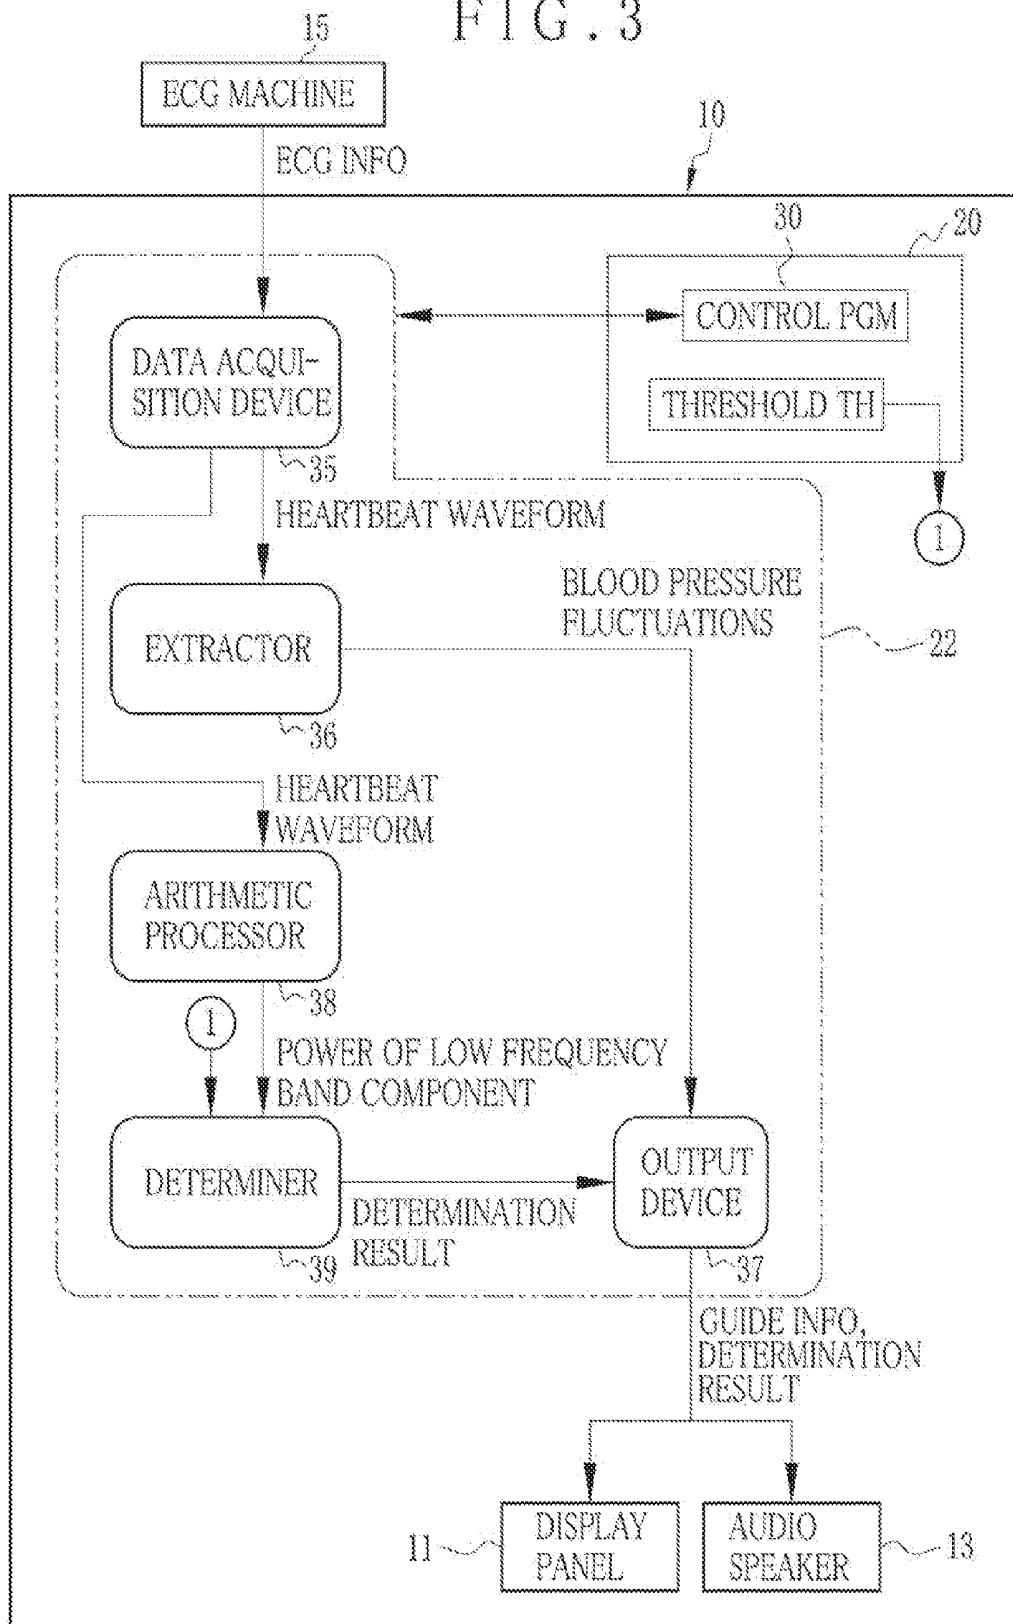 FIG.3
15
ECG MACHINE
ECG INFO
10
30
20
CONTROL PGM
THRESHOLD TH
1
DATA ACQUI-
SITION DEVICE
35
HEARTBEAT WAVEFORM
BLOOD PRESSURE
FLUCTUATIONS
EXTRACTOR
22
36
HEARTBEAT
WAVEFORM
ARITHMETIC
PROCESSOR
38
1
POWER OF LOW FREQUENCY
BAND COMPONENT
DETERMINER
OUTPUT
DEVICE
DETERMINATION
RESULT
39
37
GUIDE INFO,
DETERMINATION
RESULT
11
DISPLAY
PANEL
AUDIO
SPEAKER
13